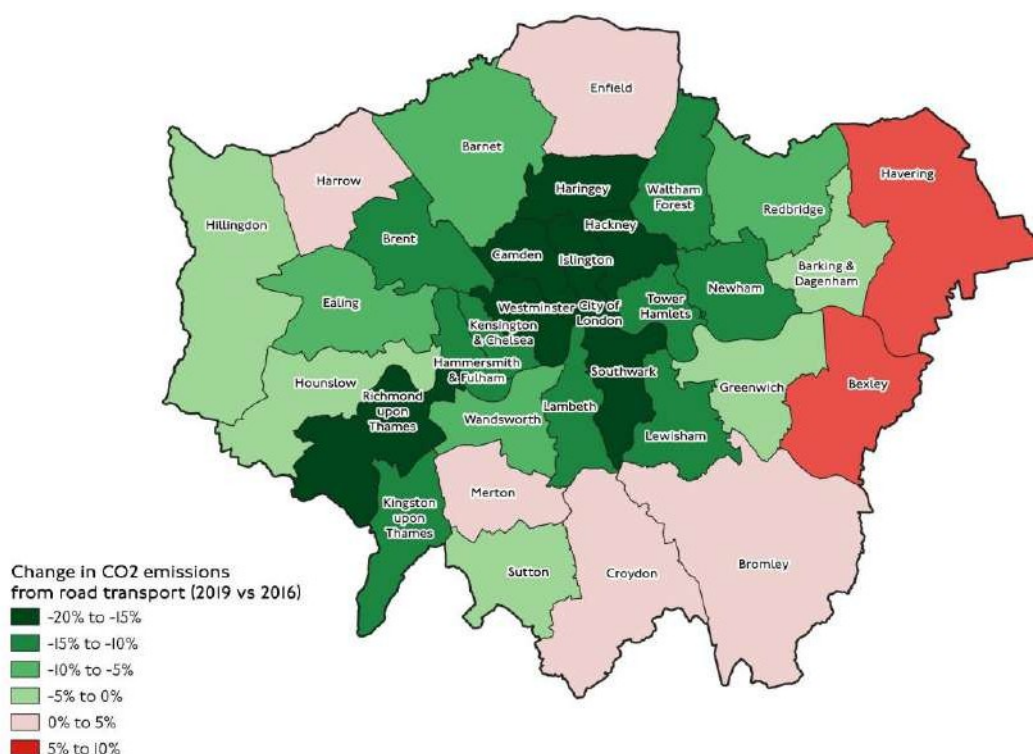 Enfield
Barnet
Harrow
Haringey
Waltham
Forest
Havering
Hillingdon
Hackney
Redbridge
Brent
Camden
Islington
Barking &
Dagenham
Newham
Ealing
Westminster
City of
London
Tower
Hamlets
Kensington
& Chelsea
Hammersmith
& Fulham
Hounslow
Southwark
Greenwich
Bexley
Richmond
upon
Thames
Wandsworth
Lambeth
Lewisham
Merton
Kingston
upon
Thames
Sutton
Croydon
Bromley
Change in CO2 emissions
from road transport (2019 vs 2016)
-20% to -15%
-15% to -10%
-10% to -5%
-5% to 0%
0% to 5%
5% to 10%